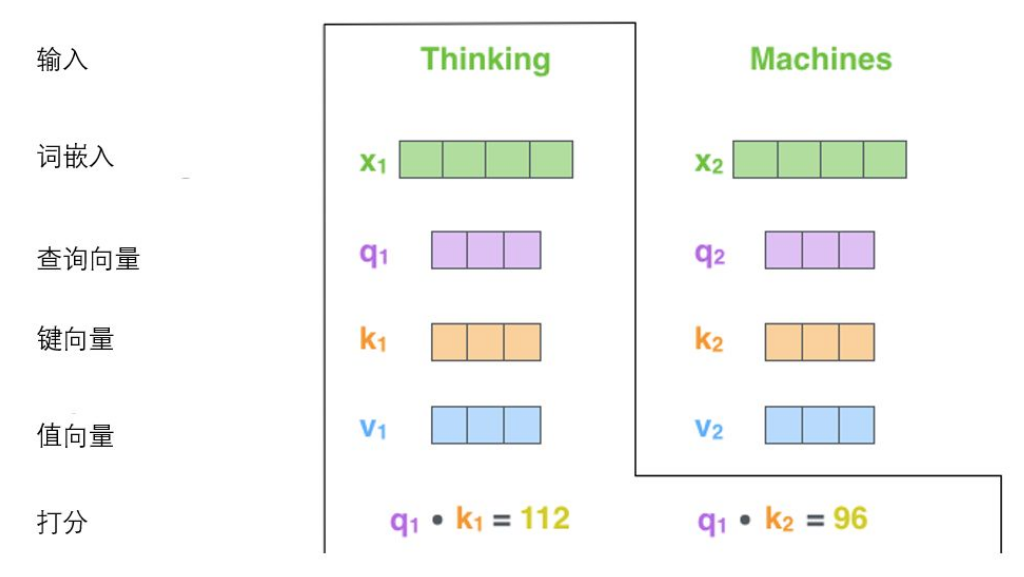 输入 Thinking Machines
词嵌入 x₁ x₂
查询向量 q₁ q₂
键向量 k₁ k₂
值向量 v₁ v₂
打分 q₁ • k₁ = 112 q₁ • k₂ = 96